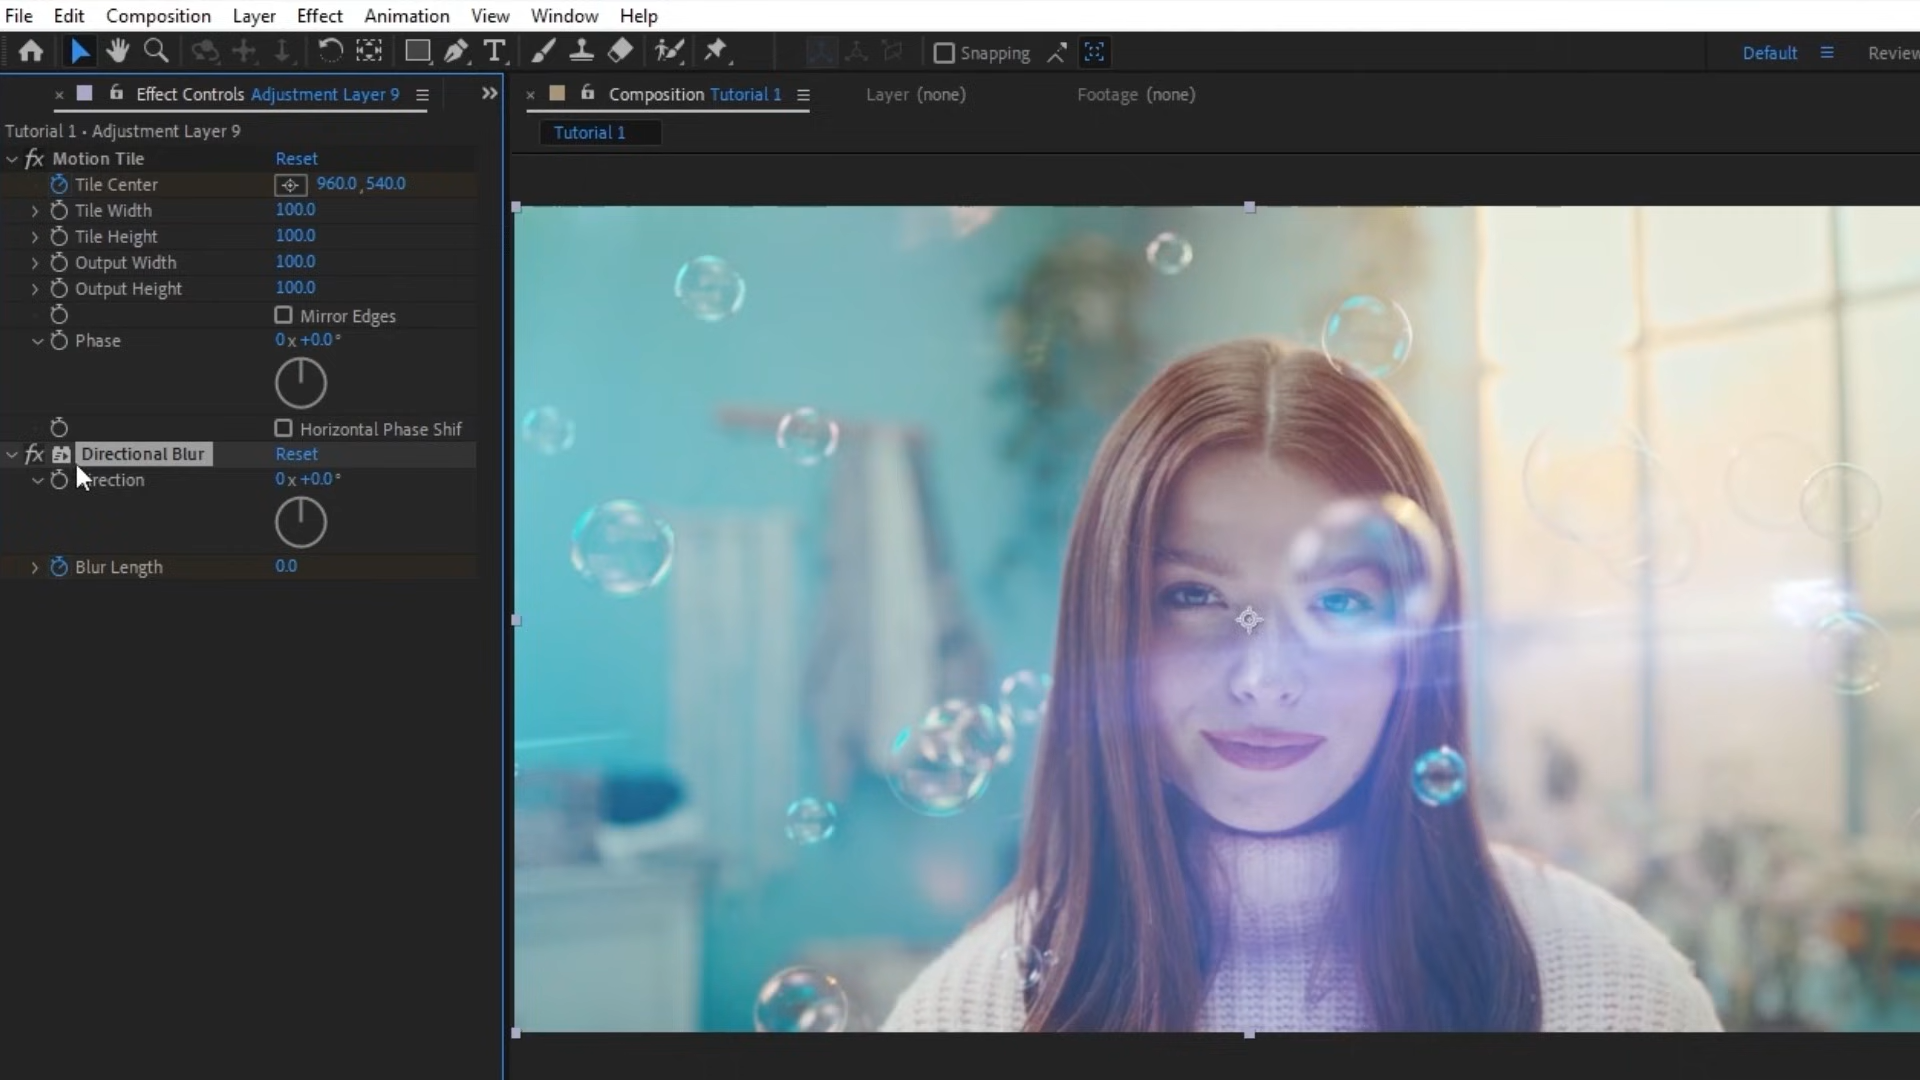 File Edit Composition Layer Effect Animation View Window Help
Snapping Default
Effect Controls Adjustment Layer 9
Composition Tutorial 1 Layer (none) Footage (none)
Tutorial 1 • Adjustment Layer 9
Tutorial 1
fx Motion Tile Reset
Tile Center 960.0, 540.0
Tile Width 100.0
Tile Height 100.0
Output Width 100.0
Output Height 100.0
Mirror Edges
Phase 0 x +0.0°
Horizontal Phase Shif
fx Directional Blur Reset
rection 0 x +0.0°
Blur Length 0.0